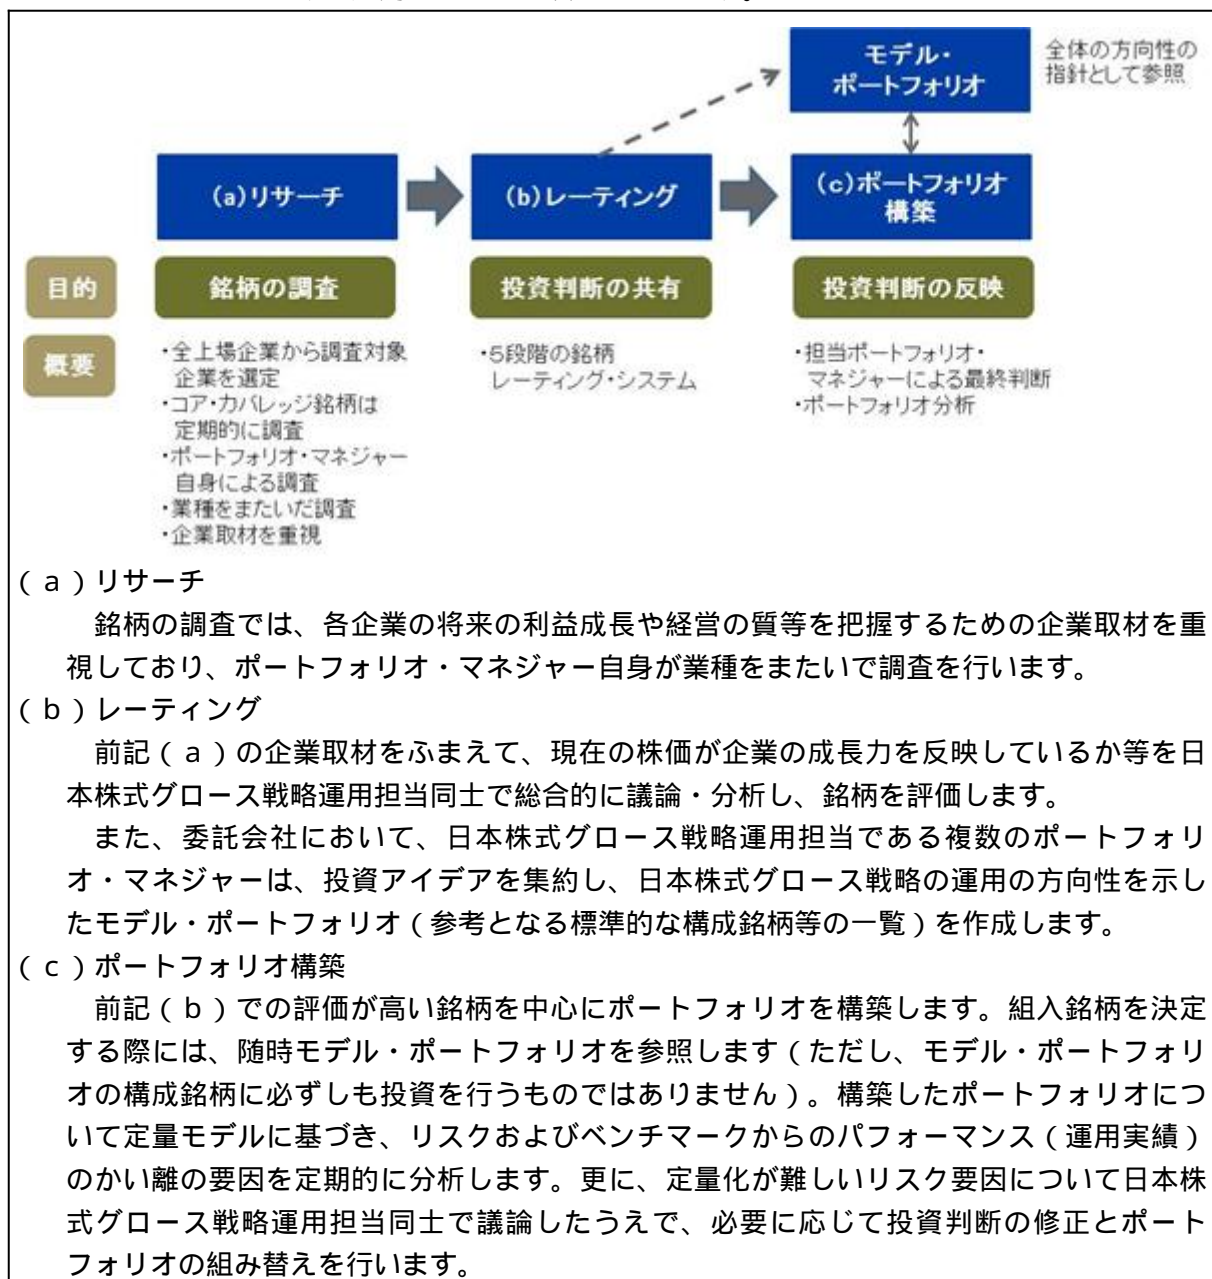 モデル・
ポートフォリオ
全体の方向性の
指針として参照
(a)リサーチ
(b)レーティング
(c)ポートフォリオ
構築
目的
銘柄の調査
投資判断の共有
投資判断の反映
概要
・全上場企業から調査対象
企業を選定
・コア・カバレッジ銘柄は
定期的に調査
・ポートフォリオ・マネジャー
自身による調査
・業種をまたいだ調査
・企業取材を重視
・5段階の銘柄
レーティング・システム
・担当ポートフォリオ・
マネジャーによる最終判断
・ポートフォリオ分析
(a)リサーチ
銘柄の調査では、各企業の将来の利益成長や経営の質等を把握するための企業取材を重
視しており、ポートフォリオ・マネジャー自身が業種をまたいで調査を行います。
(b)レーティング
前記(a)の企業取材をふまえて、現在の株価が企業の成長力を反映しているか等を日
本株式グロース戦略運用担当同士で総合的に議論・分析し、銘柄を評価します。
また、委託会社において、日本株式グロース戦略運用担当である複数のポートフォリ
オ・マネジャーは、投資アイデアを集約し、日本株式グロース戦略の運用の方向性を示し
たモデル・ポートフォリオ(参考となる標準的な構成銘柄等の一覧)を作成します。
(c)ポートフォリオ構築
前記(b)での評価が高い銘柄を中心にポートフォリオを構築します。組入銘柄を決定
する際には、随時モデル・ポートフォリオを参照します(ただし、モデル・ポートフォリ
オの構成銘柄に必ずしも投資を行うものではありません)。構築したポートフォリオにつ
いて定量モデルに基づき、リスクおよびベンチマークからのパフォーマンス(運用実績)
のかい離の要因を定期的に分析します。更に、定量化が難しいリスク要因について日本株
式グロース戦略運用担当同士で議論したうえで、必要に応じて投資判断の修正とポート
フォリオの組み替えを行います。